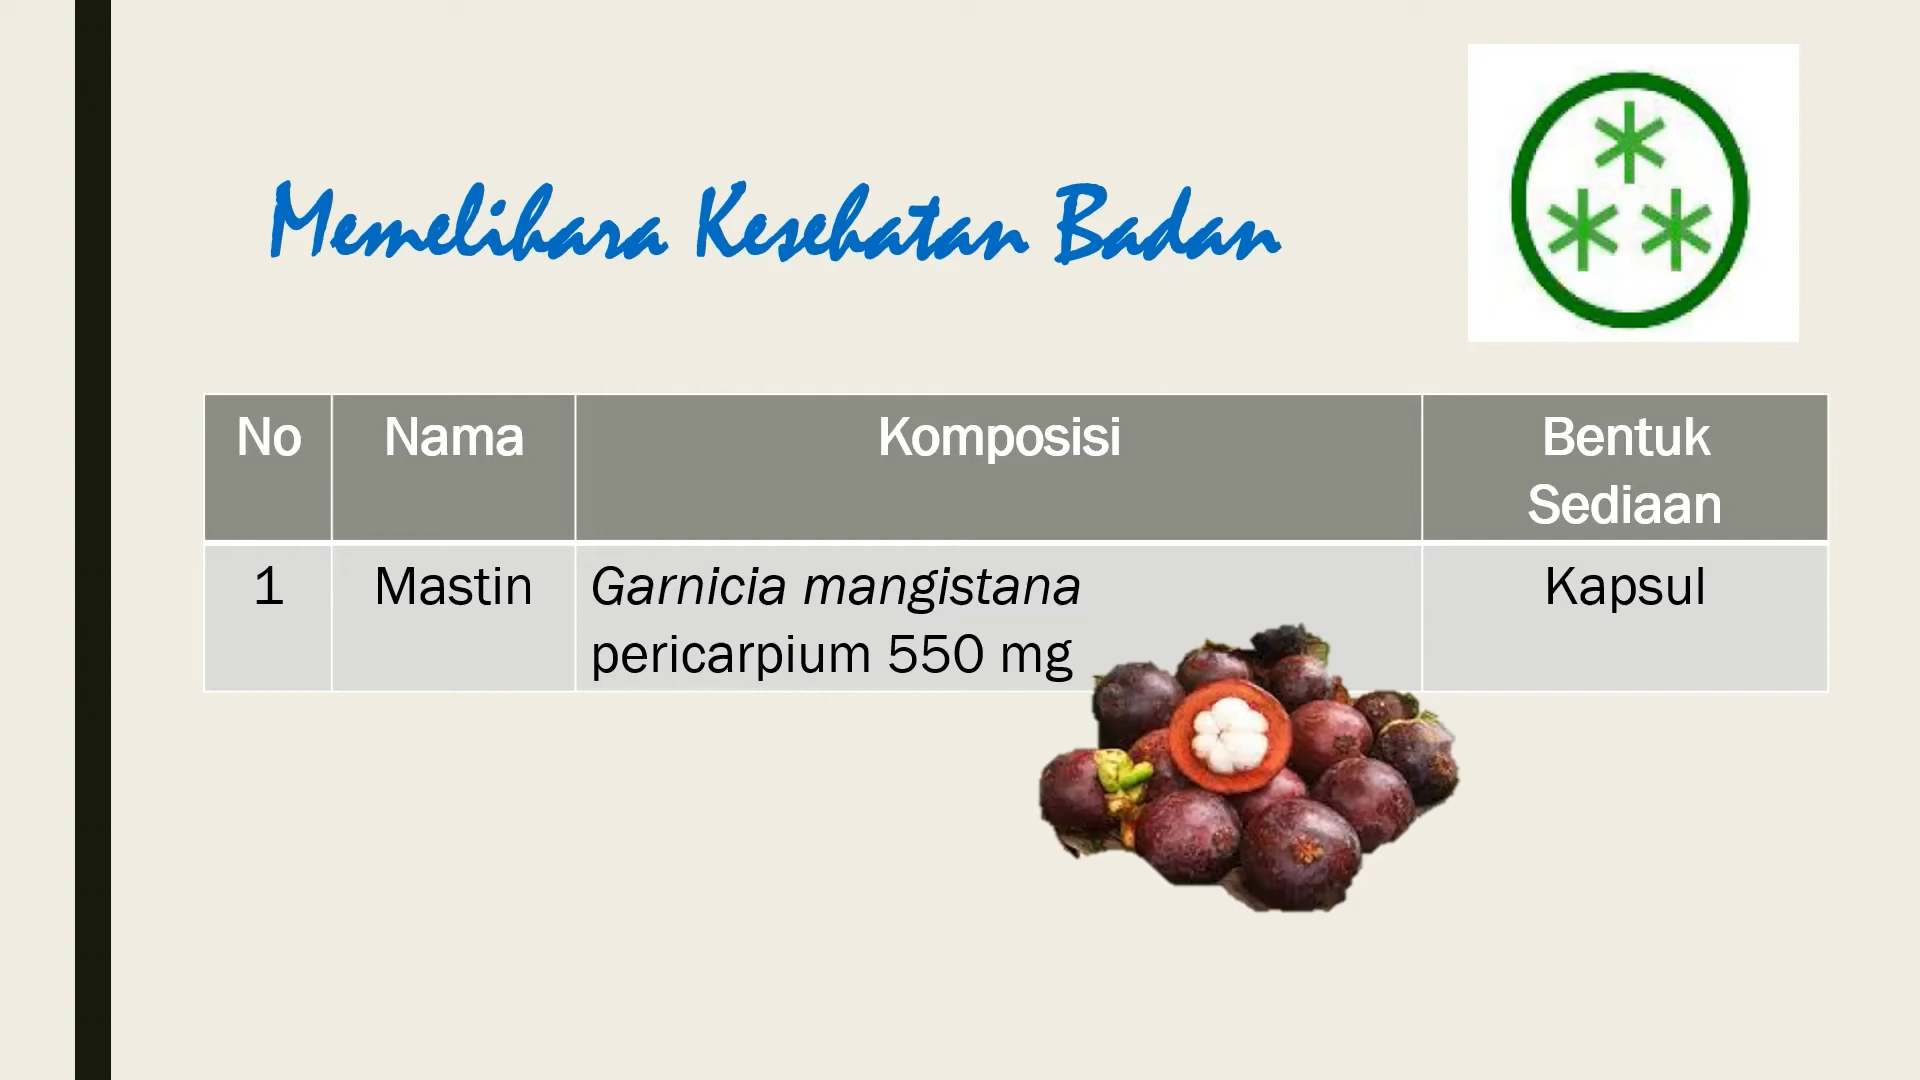 Memelihara Kesehatan Badan
No Nama Komposisi Bentuk
Sediaan
1 Mastin Garnicia mangistana Kapsul
pericarpium 550 mg